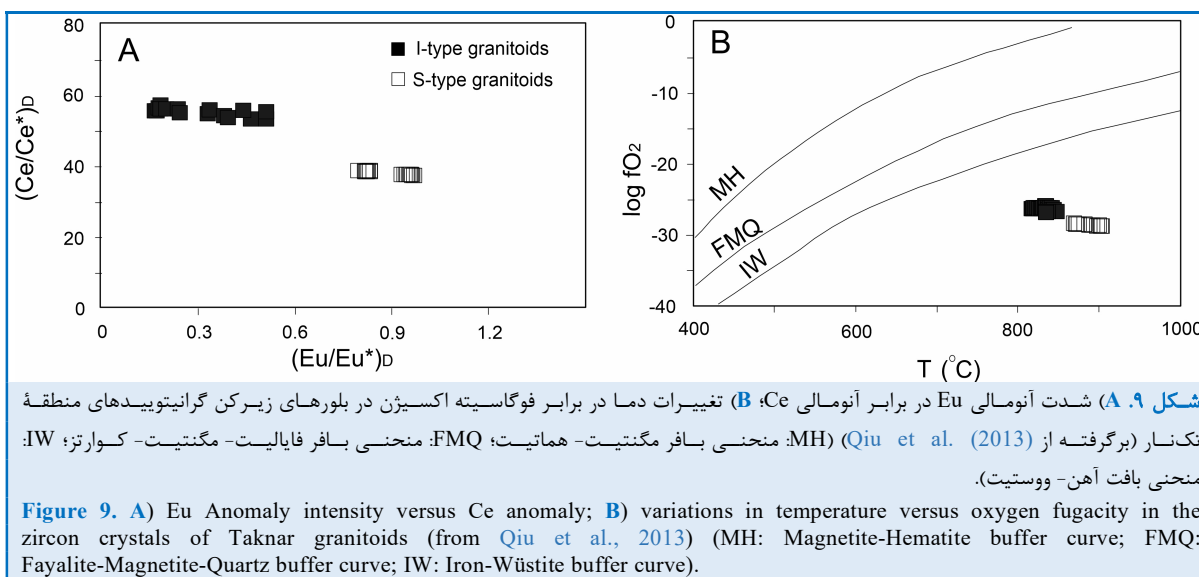 A
I-type granitoids
S-type granitoids
(Ce/Ce*)D
80
60
40
20
0
0
0.3
0.6
0.9
1.2
(Eu/Eu*)D
B
MH
FMQ
IW
log fO2
0
-10
-20
-30
-40
400
600
800
1000
T (°C)
شکل ۹. A) شدت آنومالی Eu در برابر آنومالی Ce؛ B) تغییرات دما در برابر فوگاسیته اکسیژن در بلورهای زیرکن گرانیتوییدهای منطقهٔ
تک‌نار (برگرفته از Qiu et al. (2013)) (MH: منحنی بافر مگنتیت- هماتیت؛ FMQ: منحنی بافر فایالیت- مگنتیت- کوارتز؛ IW:
منحنی بافت آهن- ووستیت).
Figure 9. A) Eu Anomaly intensity versus Ce anomaly; B) variations in temperature versus oxygen fugacity in the
zircon crystals of Taknar granitoids (from Qiu et al., 2013) (MH: Magnetite-Hematite buffer curve; FMQ:
Fayalite-Magnetite-Quartz buffer curve; IW: Iron-Wüstite buffer curve).